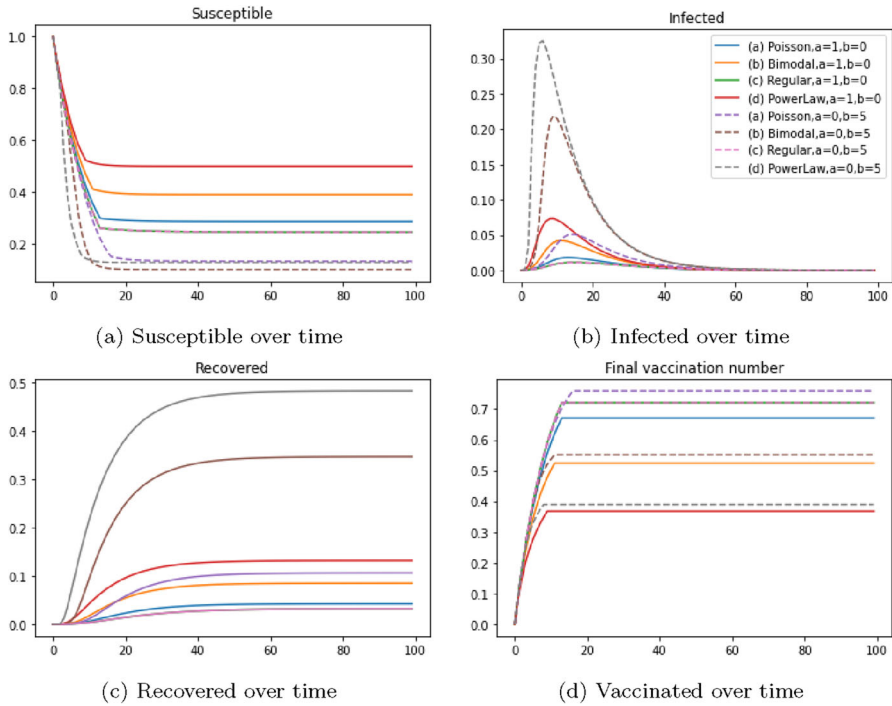 Susceptible
1.0
0.8
0.6
0.4
0.2
0 20 40 60 80 100
(a) Susceptible over time
Infected
0.30
0.25
0.20
0.15
0.10
0.05
0.00
(a) Poisson,a=1,b=0
(b) Bimodal,a=1,b=0
(c) Regular,a=1,b=0
(d) PowerLaw,a=1,b=0
(a) Poisson,a=0,b=5
(b) Bimodal,a=0,b=5
(c) Regular,a=0,b=5
(d) PowerLaw,a=0,b=5
0 20 40 60 80 100
(b) Infected over time
Recovered
0.5
0.4
0.3
0.2
0.1
0.0
0 20 40 60 80 100
(c) Recovered over time
Final vaccination number
0.7
0.6
0.5
0.4
0.3
0.2
0.1
0.0
0 20 40 60 80 100
(d) Vaccinated over time